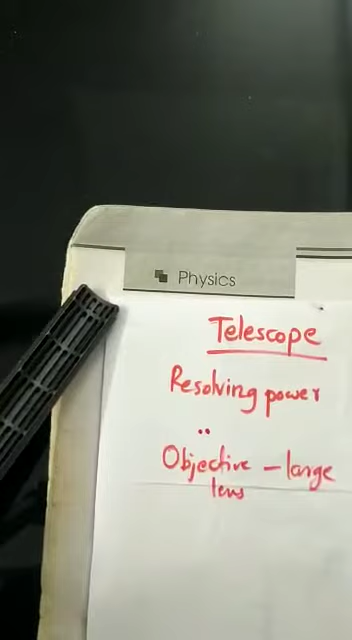 Physics
Telescope
Resolving power
..
Objective - large
lens